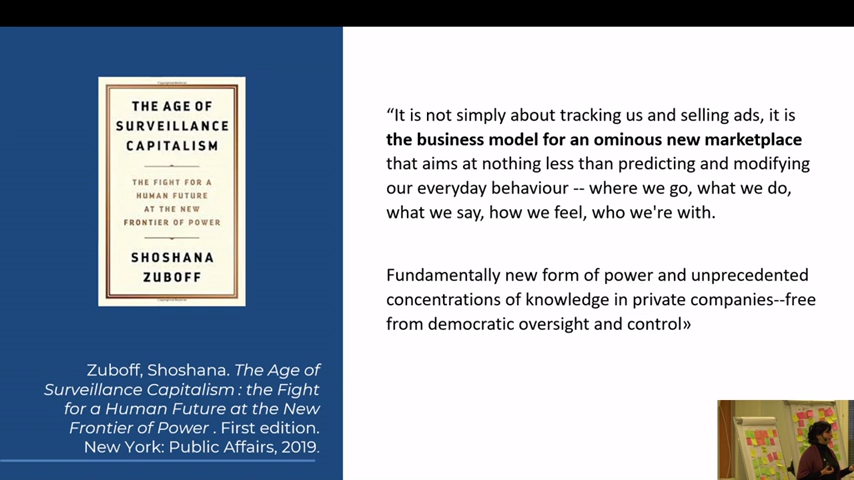 THE AGE OF
SURVEILLANCE
CAPITALISM
THE FIGHT FOR A
HUMAN FUTURE
AT THE NEW
FRONTIER OF POWER
SHOSHANA
ZUBOFF
Zuboff, Shoshana. The Age of
Surveillance Capitalism : the Fight
for a Human Future at the New
Frontier of Power . First edition.
New York: Public Affairs, 2019.
“It is not simply about tracking us and selling ads, it is
the business model for an ominous new marketplace
that aims at nothing less than predicting and modifying
our everyday behaviour -- where we go, what we do,
what we say, how we feel, who we're with.
Fundamentally new form of power and unprecedented
concentrations of knowledge in private companies--free
from democratic oversight and control»